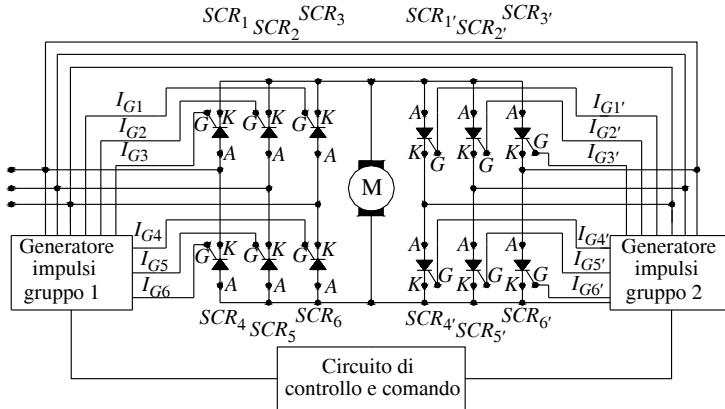 SCR1 SCR2 SCR3 SCR1′ SCR2′ SCR3′
IG1 K K K A A A IG1′
IG2 G G G IG2′
IG3 A A A K G K G K G IG3′
M
IG4 K K K A A A IG4′
IG5 G G G G G G IG5′
IG6 A A A K K K IG6′
Generatore
impulsi
gruppo 1
Generatore
impulsi
gruppo 2
SCR4 SCR5 SCR6 SCR4′ SCR5′ SCR6′
Circuito di
controllo e comando